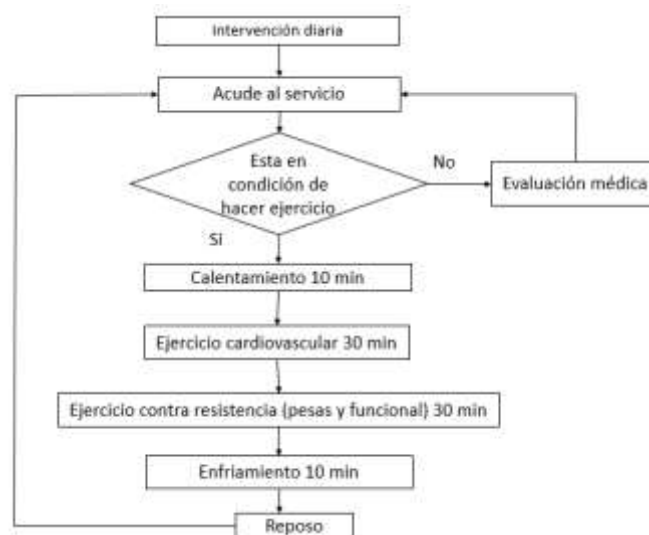 Intervención diaria
Acude al servicio
Esta en
condición de
hacer ejercicio
No
Evaluación médica
Si
Calentamiento 10 min
Ejercicio cardiovascular 30 min
Ejercicio contra resistencia (pesas y funcional) 30 min
Enfriamiento 10 min
Reposo